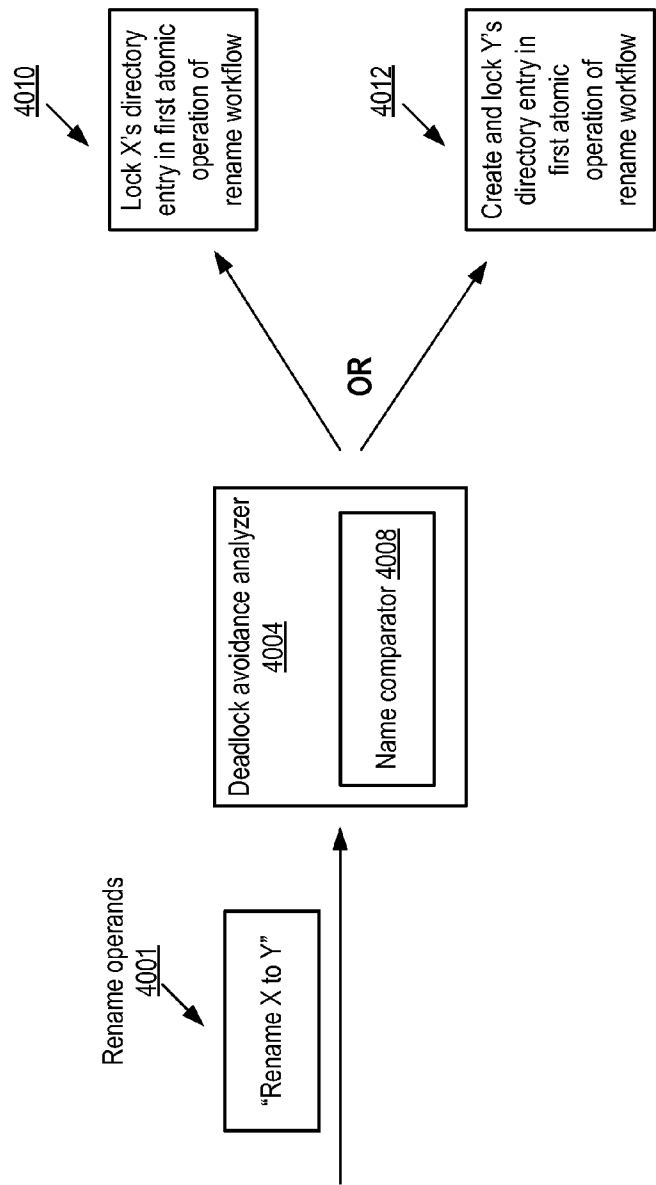 Rename operands
4001
“Rename X to Y”
Deadlock avoidance analyzer
4004
Name comparator 4008
OR
4010
Lock X’s directory
entry in first atomic
operation of
rename workflow
4012
Create and lock Y’s
directory entry in
first atomic
operation of
rename workflow